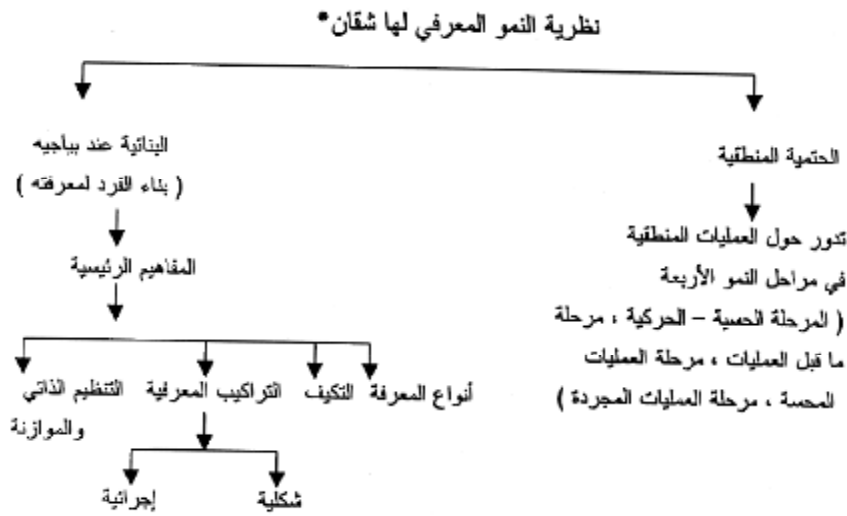 نظرية النمو المعرفي لها شقان*
الحتمية المنطقية
تدور حول العمليات المنطقية
في مراحل النمو الأربعة
( المرحلة الحسية – الحركية ، مرحلة
ما قبل العمليات ، مرحلة العمليات
المحسة ، مرحلة العمليات المجردة )
البنائية عند بياجيه
( بناء الفرد لمعرفته )
المفاهيم الرئيسية
أنواع المعرفة التكيف التراكيب المعرفية التنظيم الذاتي
والموازنة
شكلية إجرائية